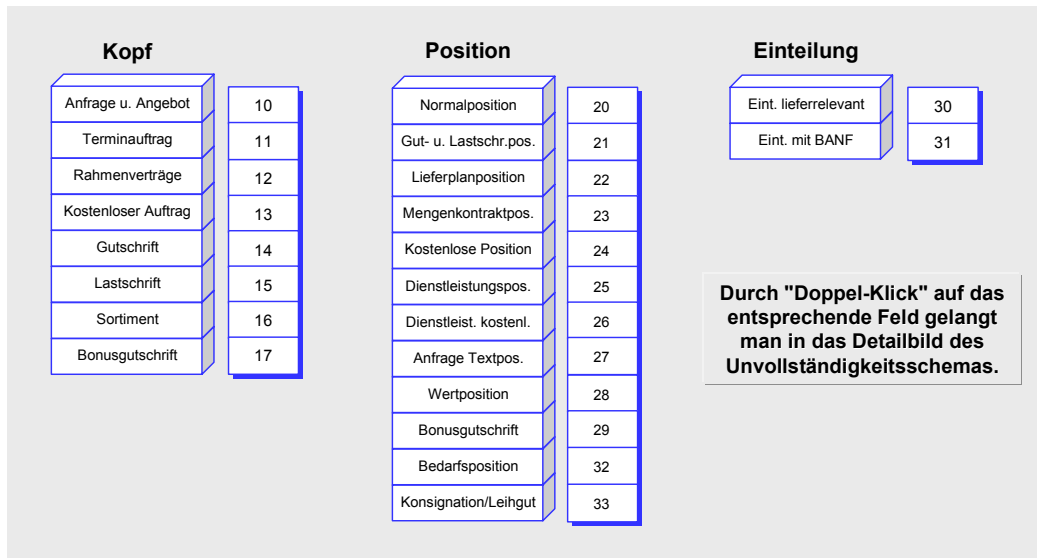 Kopf
Anfrage u. Angebot 10
Terminauftrag 11
Rahmenverträge 12
Kostenloser Auftrag 13
Gutschrift 14
Lastschrift 15
Sortiment 16
Bonusgutschrift 17
Position
Normalposition 20
Gut- u. Lastschr.pos. 21
Lieferplanposition 22
Mengenkontraktpos. 23
Kostenlose Position 24
Dienstleistungspos. 25
Dienstleist. kostenl. 26
Anfrage Textpos. 27
Wertposition 28
Bonusgutschrift 29
Bedarfsposition 32
Konsignation/Leihgut 33
Einteilung
Eint. lieferrelevant 30
Eint. mit BANF 31
Durch "Doppel-Klick" auf das
entsprechende Feld gelangt
man in das Detailbild des
Unvollständigkeitsschemas.